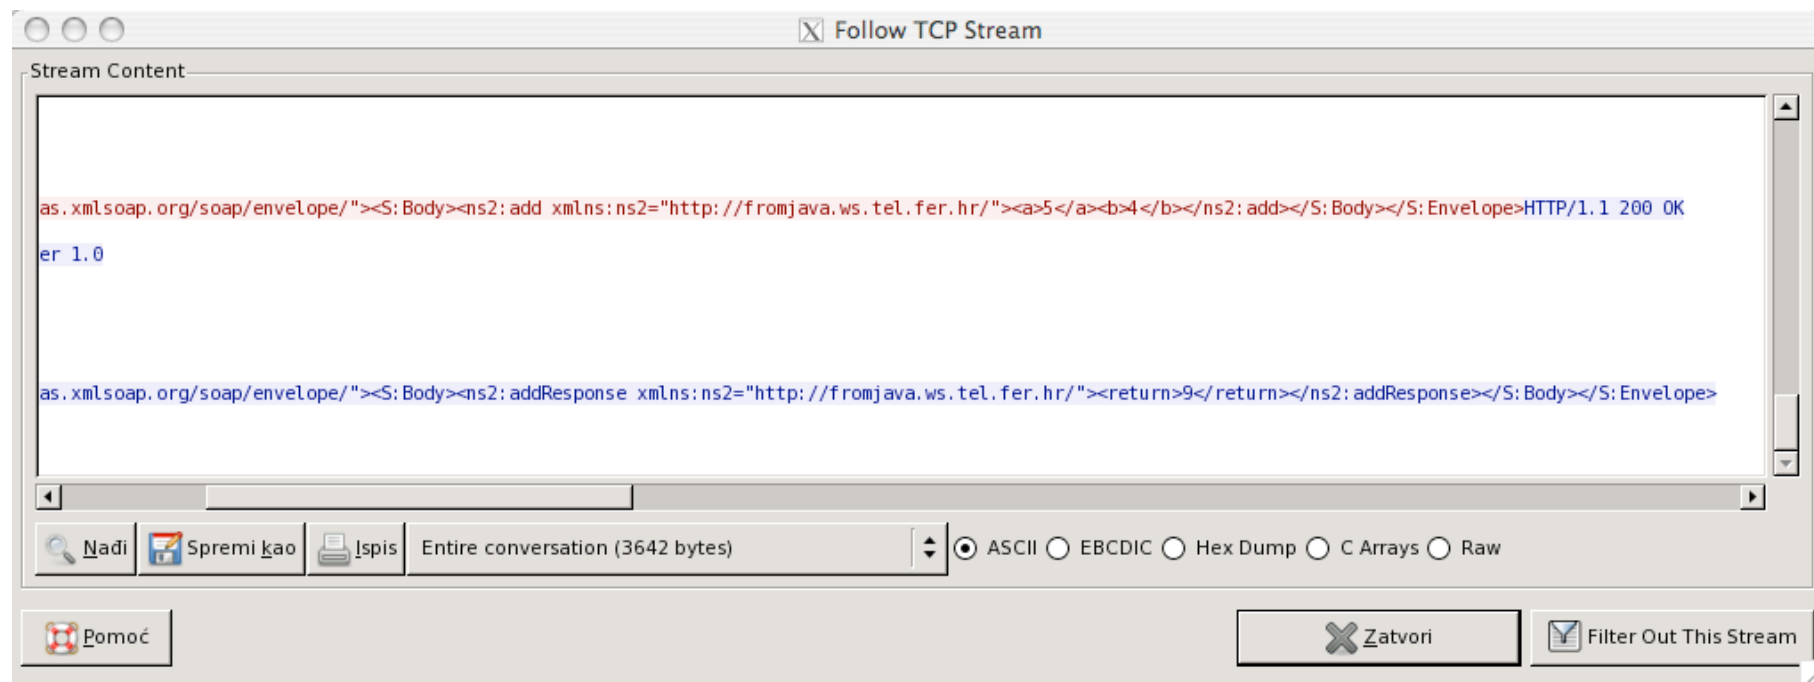 Follow TCP Stream
Stream Content
as.xmlsoap.org/soap/envelope/"><S:Body><ns2:add xmlns:ns2="http://fromjava.ws.tel.fer.hr/"><a>5</a><b>4</b></ns2:add></S:Body></S:Envelope>HTTP/1.1 200 OK
er 1.0
as.xmlsoap.org/soap/envelope/"><S:Body><ns2:addResponse xmlns:ns2="http://fromjava.ws.tel.fer.hr/"><return>9</return></ns2:addResponse></S:Body></S:Envelope>
Nađi Spremi kao Ispis Entire conversation (3642 bytes) ASCII EBCDIC Hex Dump C Arrays Raw
Pomoć Zatvori Filter Out This Stream